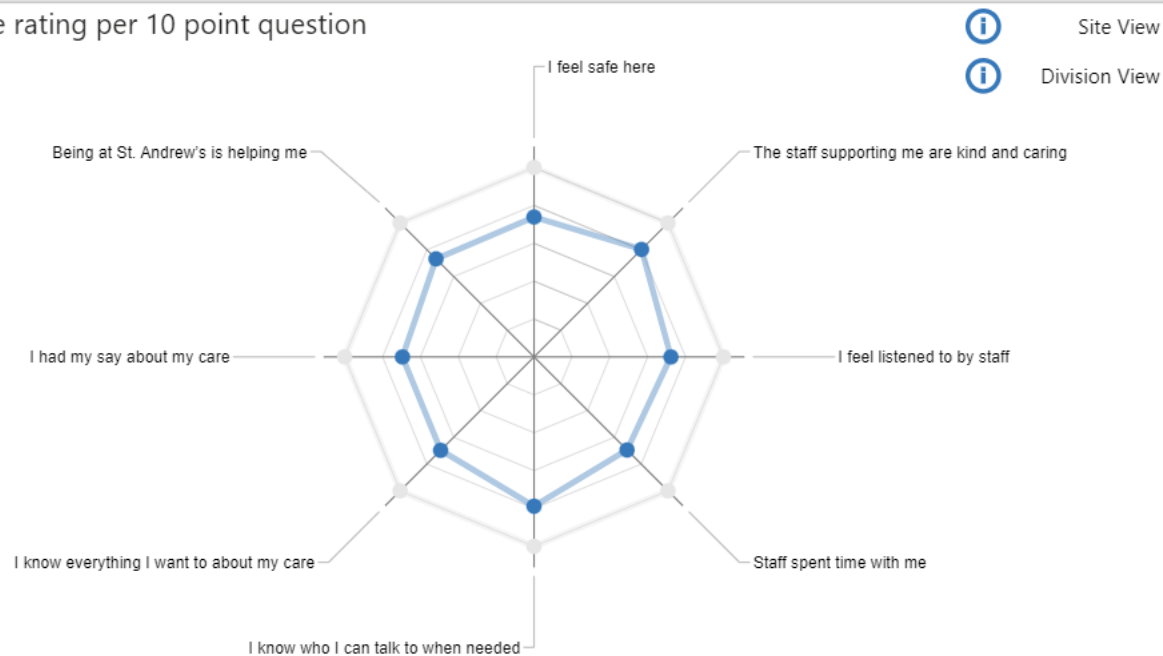 e rating per 10 point question
Site View
Division View
I feel safe here
Being at St. Andrew's is helping me
The staff supporting me are kind and caring
I had my say about my care
I feel listened to by staff
I know everything I want to about my care
Staff spent time with me
I know who I can talk to when needed